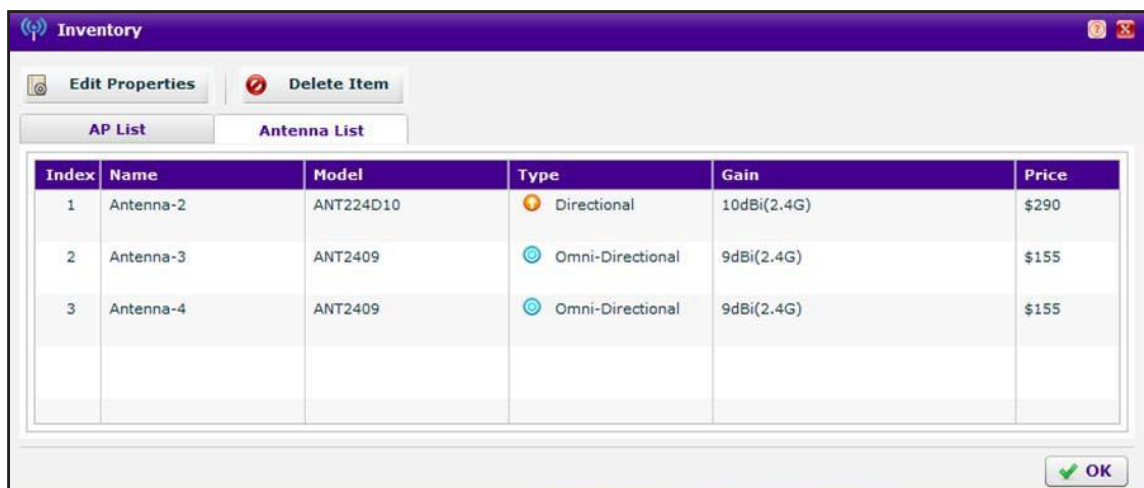 Inventory
Edit Properties Delete Item
AP List Antenna List
Index Name Model Type Gain Price
1 Antenna-2 ANT224D10 Directional 10dBi(2.4G) $290
2 Antenna-3 ANT2409 Omni-Directional 9dBi(2.4G) $155
3 Antenna-4 ANT2409 Omni-Directional 9dBi(2.4G) $155
OK